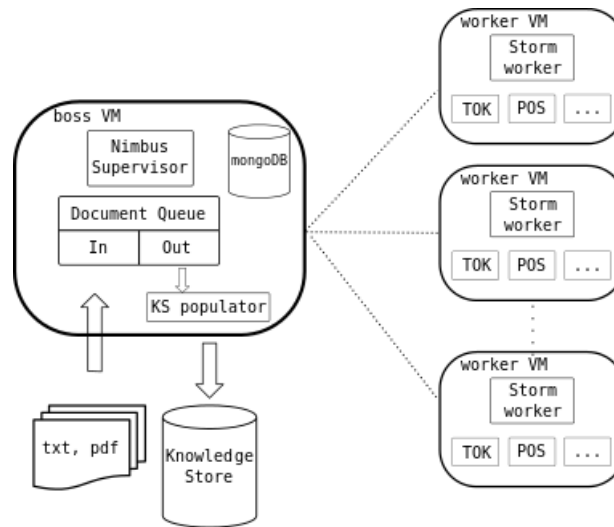 boss VM
Nimbus
Supervisor
mongoDB
Document Queue
In Out
KS populator
txt, pdf
Knowledge
Store
worker VM
Storm
worker
TOK POS ...
worker VM
Storm
worker
TOK POS ...
worker VM
Storm
worker
TOK POS ...